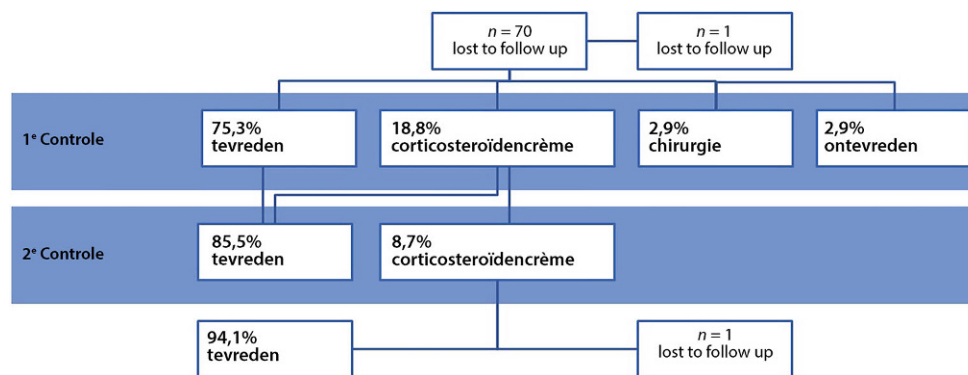 n = 70
lost to follow up
n = 1
lost to follow up
1e Controle
75,3%
tevreden
18,8%
corticosteroïdencrème
2,9%
chirurgie
2,9%
ontevreden
2e Controle
85,5%
tevreden
8,7%
corticosteroïdencrème
94,1%
tevreden
n = 1
lost to follow up